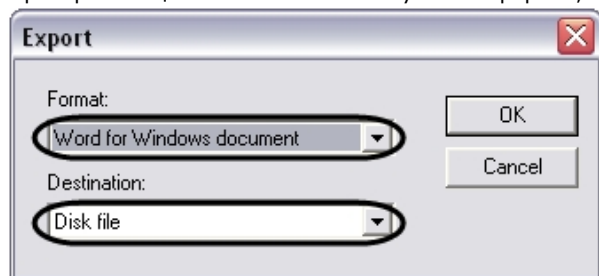 Export
Format:
Word for Windows document
OK
Cancel
Destination:
Disk file